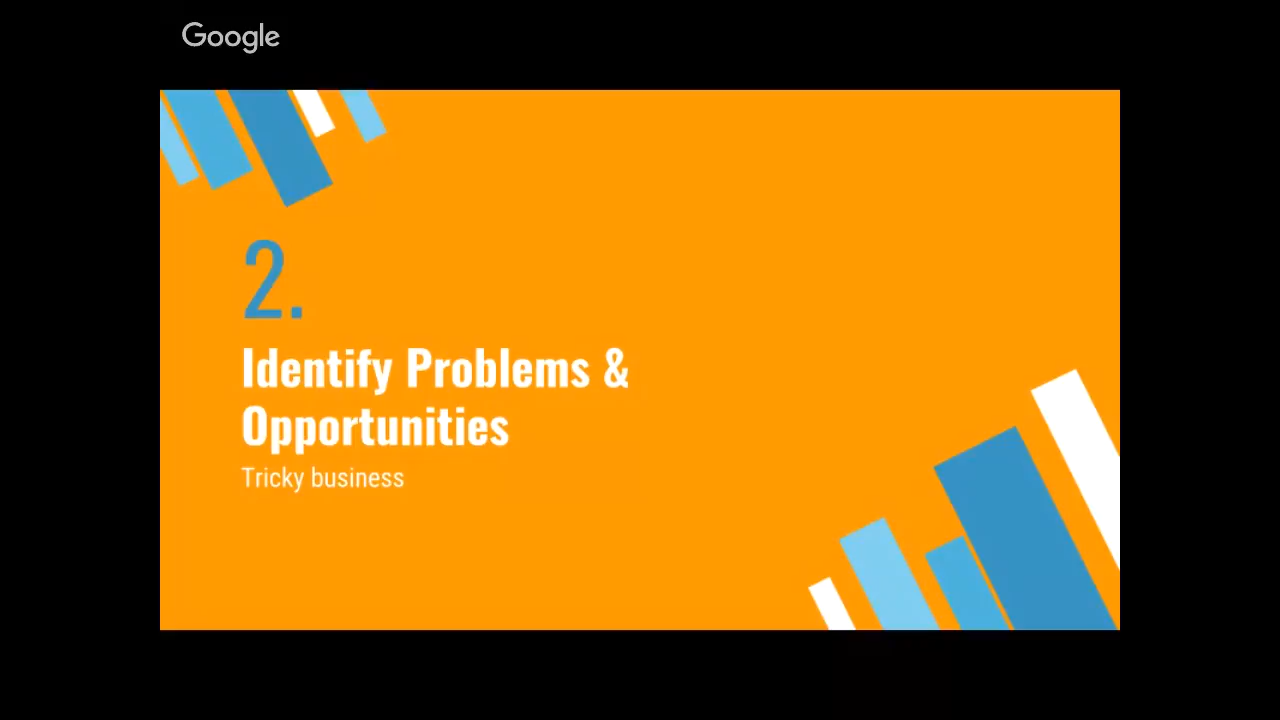 Google
2.
Identify Problems &
Opportunities
Tricky business